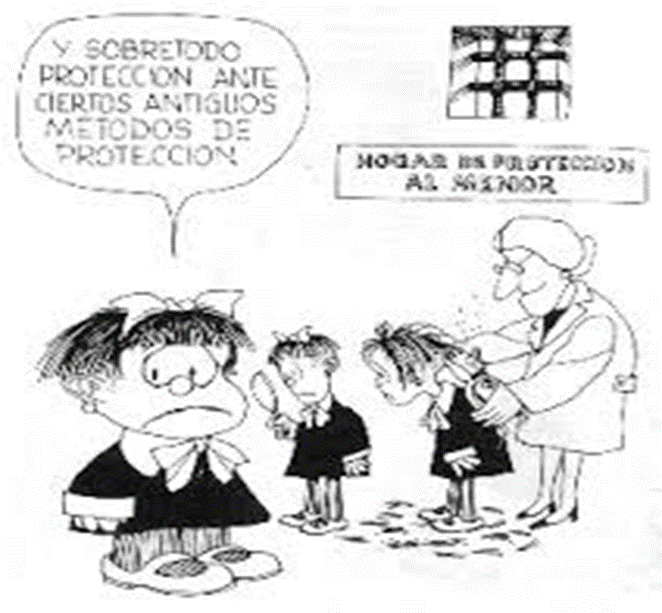 Y SOBRETODO
PROTECCION ANTE
CIERTOS ANTIGUOS
METODOS DE
PROTECCION
HOGAR DE PROTECCION
AL MENOR